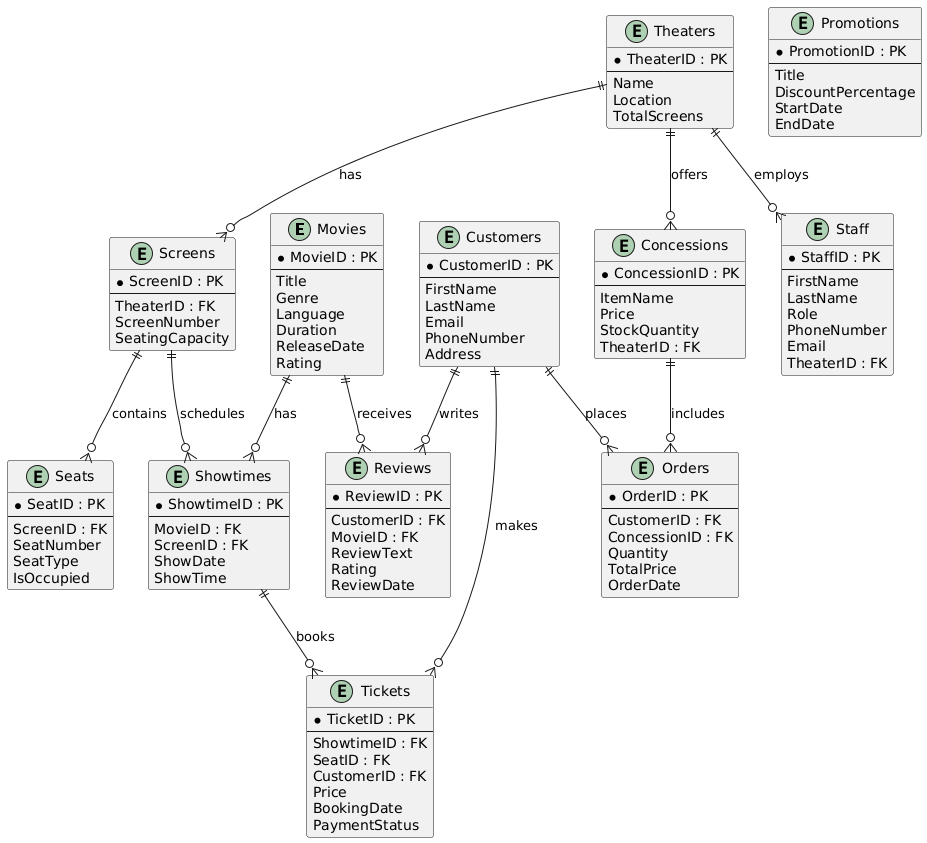 E Theaters
* TheaterID : PK
Name
Location
TotalScreens
E Promotions
* PromotionID : PK
Title
DiscountPercentage
StartDate
EndDate
has
offers
employs
E Screens
* ScreenID : PK
TheaterID : FK
ScreenNumber
SeatingCapacity
E Movies
* MovieID : PK
Title
Genre
Language
Duration
ReleaseDate
Rating
E Customers
* CustomerID : PK
FirstName
LastName
Email
PhoneNumber
Address
E Concessions
* ConcessionID : PK
ItemName
Price
StockQuantity
TheaterID : FK
E Staff
* StaffID : PK
FirstName
LastName
Role
PhoneNumber
Email
TheaterID : FK
contains
schedules
has
receives
writes
places
includes
E Seats
* SeatID : PK
ScreenID : FK
SeatNumber
SeatType
IsOccupied
E Showtimes
* ShowtimeID : PK
MovieID : FK
ScreenID : FK
ShowDate
ShowTime
E Reviews
* ReviewID : PK
CustomerID : FK
MovieID : FK
ReviewText
Rating
ReviewDate
makes
E Orders
* OrderID : PK
CustomerID : FK
ConcessionID : FK
Quantity
TotalPrice
OrderDate
books
E Tickets
* TicketID : PK
ShowtimeID : FK
SeatID : FK
CustomerID : FK
Price
BookingDate
PaymentStatus